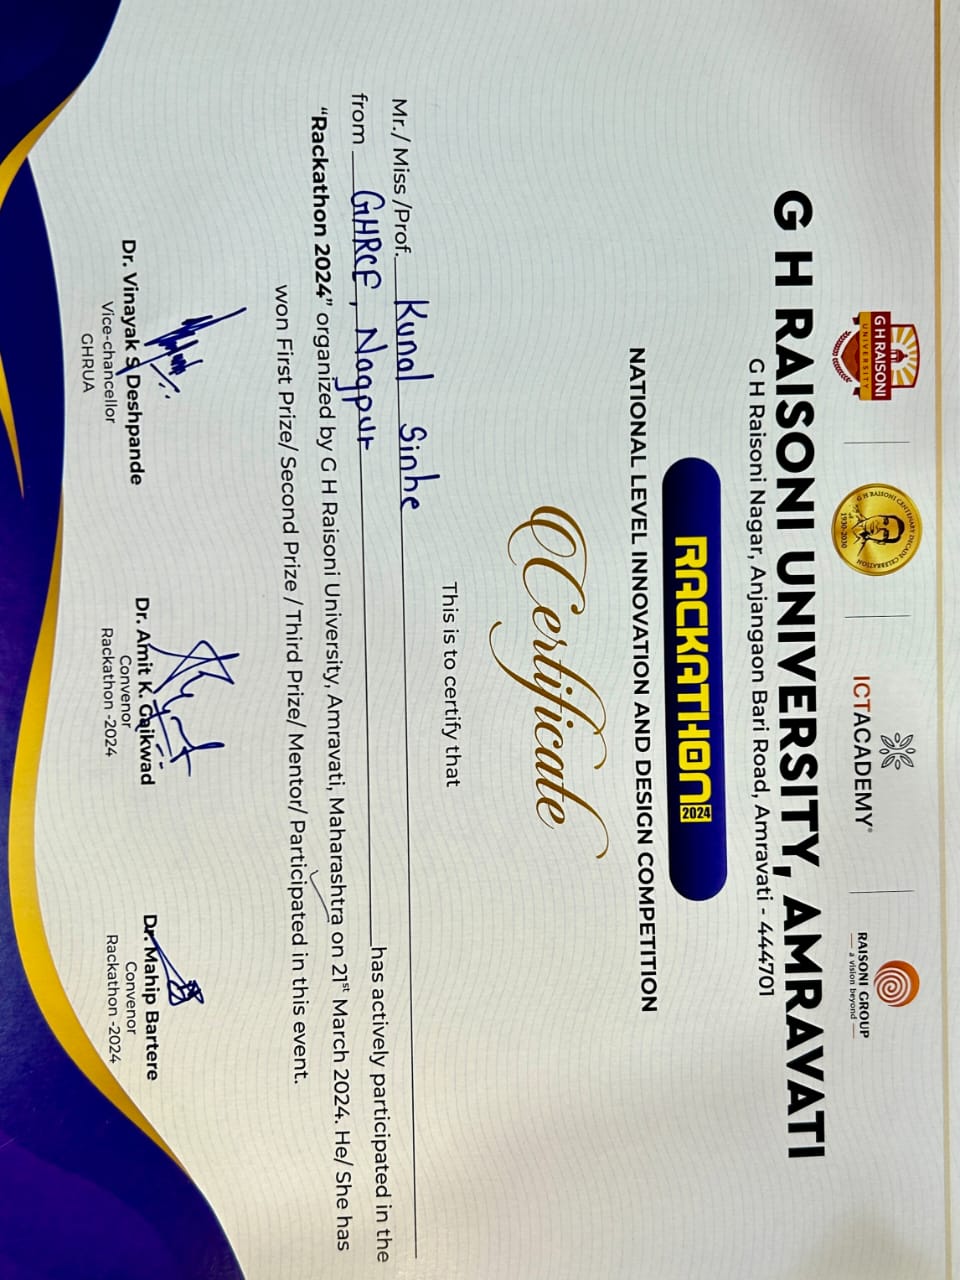 G H RAISONI
UNIVERSITY
G H RAISONI CENTENARY DECADE CELEBRATION
1930-2030
ICTACADEMY®
RAISONI GROUP
a vision beyond
G H RAISONI UNIVERSITY, AMRAVATI
G H Raisoni Nagar, Anjangaon Bari Road, Amravati - 444701
RACKATHON 2024
NATIONAL LEVEL INNOVATION AND DESIGN COMPETITION
Certificate
This is to certify that
Mr./ Miss /Prof. Kunal Sinhe
from GHRCE, Nagpur has actively participated in the
“Rackathon 2024” organized by G H Raisoni University, Amravati, Maharashtra on 21st March 2024. He/ She has
won First Prize/ Second Prize / Third Prize/ Mentor/ Participated in this event.
Dr. Vinayak S Deshpande
Vice-chancellor
GHRUA
Dr. Amit K. Gaikwad
Convenor
Rackathon -2024
Dr. Mahip Bartere
Convenor
Rackathon -2024